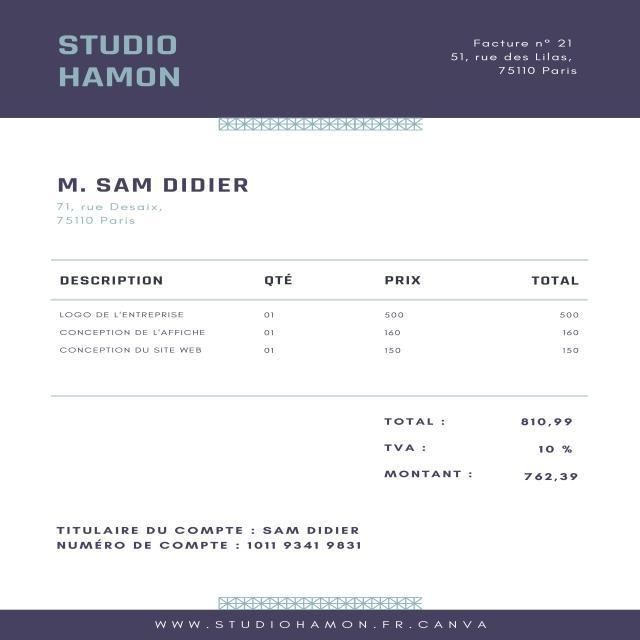 STUDIO
HAMON
Facture n° 21
51, rue des Lilas,
75110 Paris
M. SAM DIDIER
71, rue Desaix,
75110 Paris
DESCRIPTION QTÉ PRIX TOTAL
LOGO DE L'ENTREPRISE 01 500 500
CONCEPTION DE L'AFFICHE 01 160 160
CONCEPTION DU SITE WEB 01 150 150
TOTAL : 810,99
TVA : 10 %
MONTANT : 762,39
TITULAIRE DU COMPTE : SAM DIDIER
NUMÉRO DE COMPTE : 1011 9341 9831
WWW.STUDIOHAMON.FR.CANVA